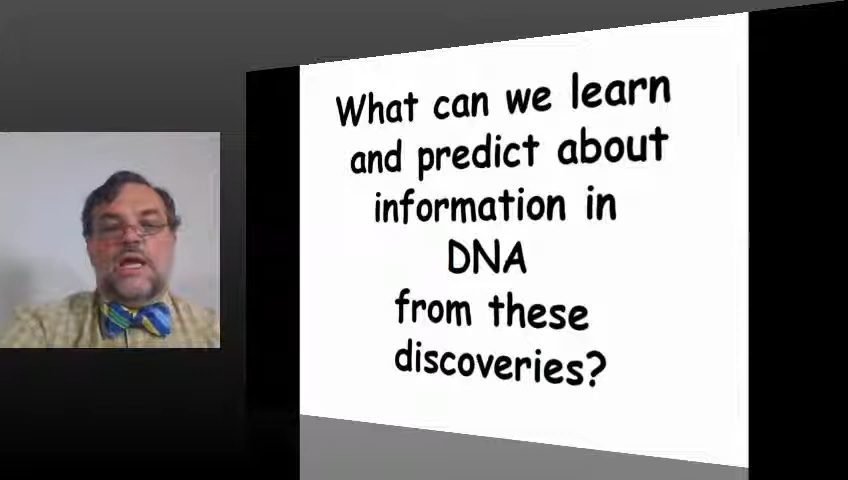 What can we learn
and predict about
information in
DNA
from these
discoveries?